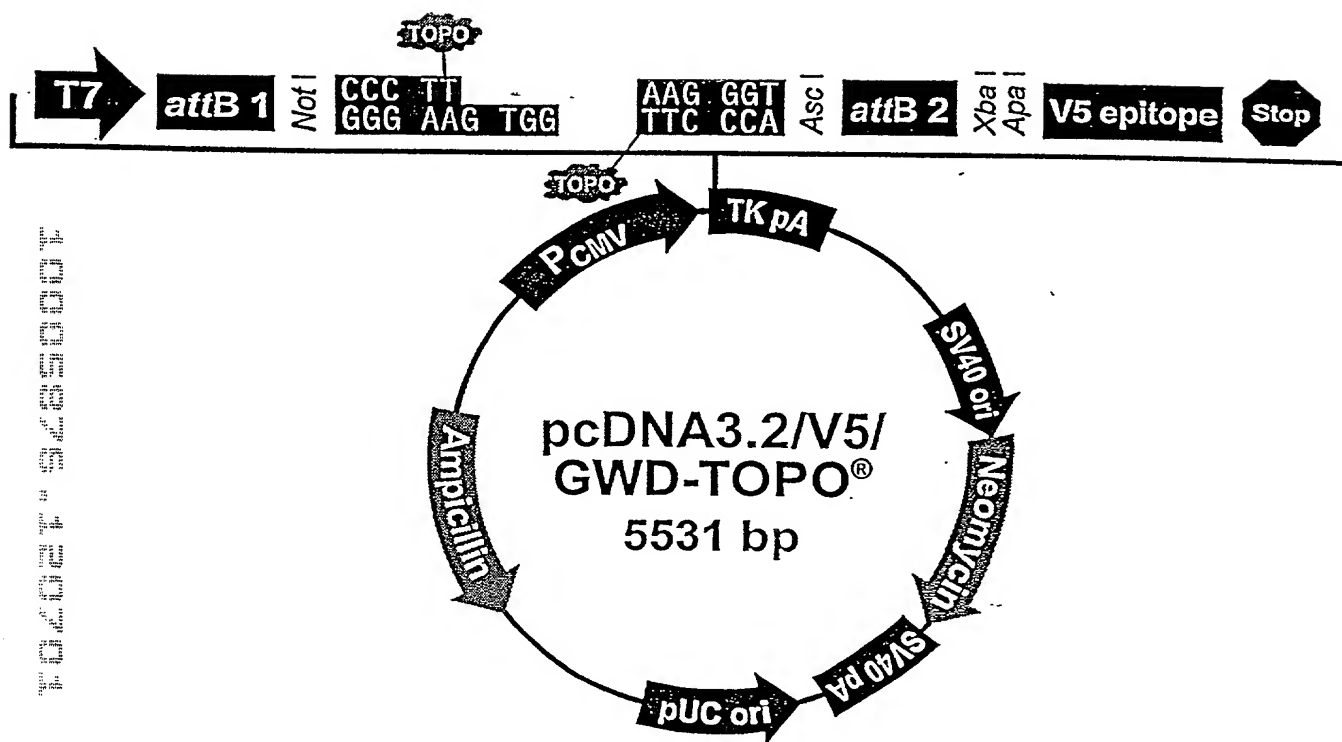 TOPO
T7 attB 1 Not I CCC TT AAG GGT Asc I attB 2 Xba I Apa I V5 epitope Stop
GGG AAG TGG TTC CCA
TOPO
PCMV TK pA
SV40 ori
Neomycin
SV40 pA
pUC ori
Ampicillin
pcDNA3.2/V5/
GWD-TOPO®
5531 bp
10005876.120701